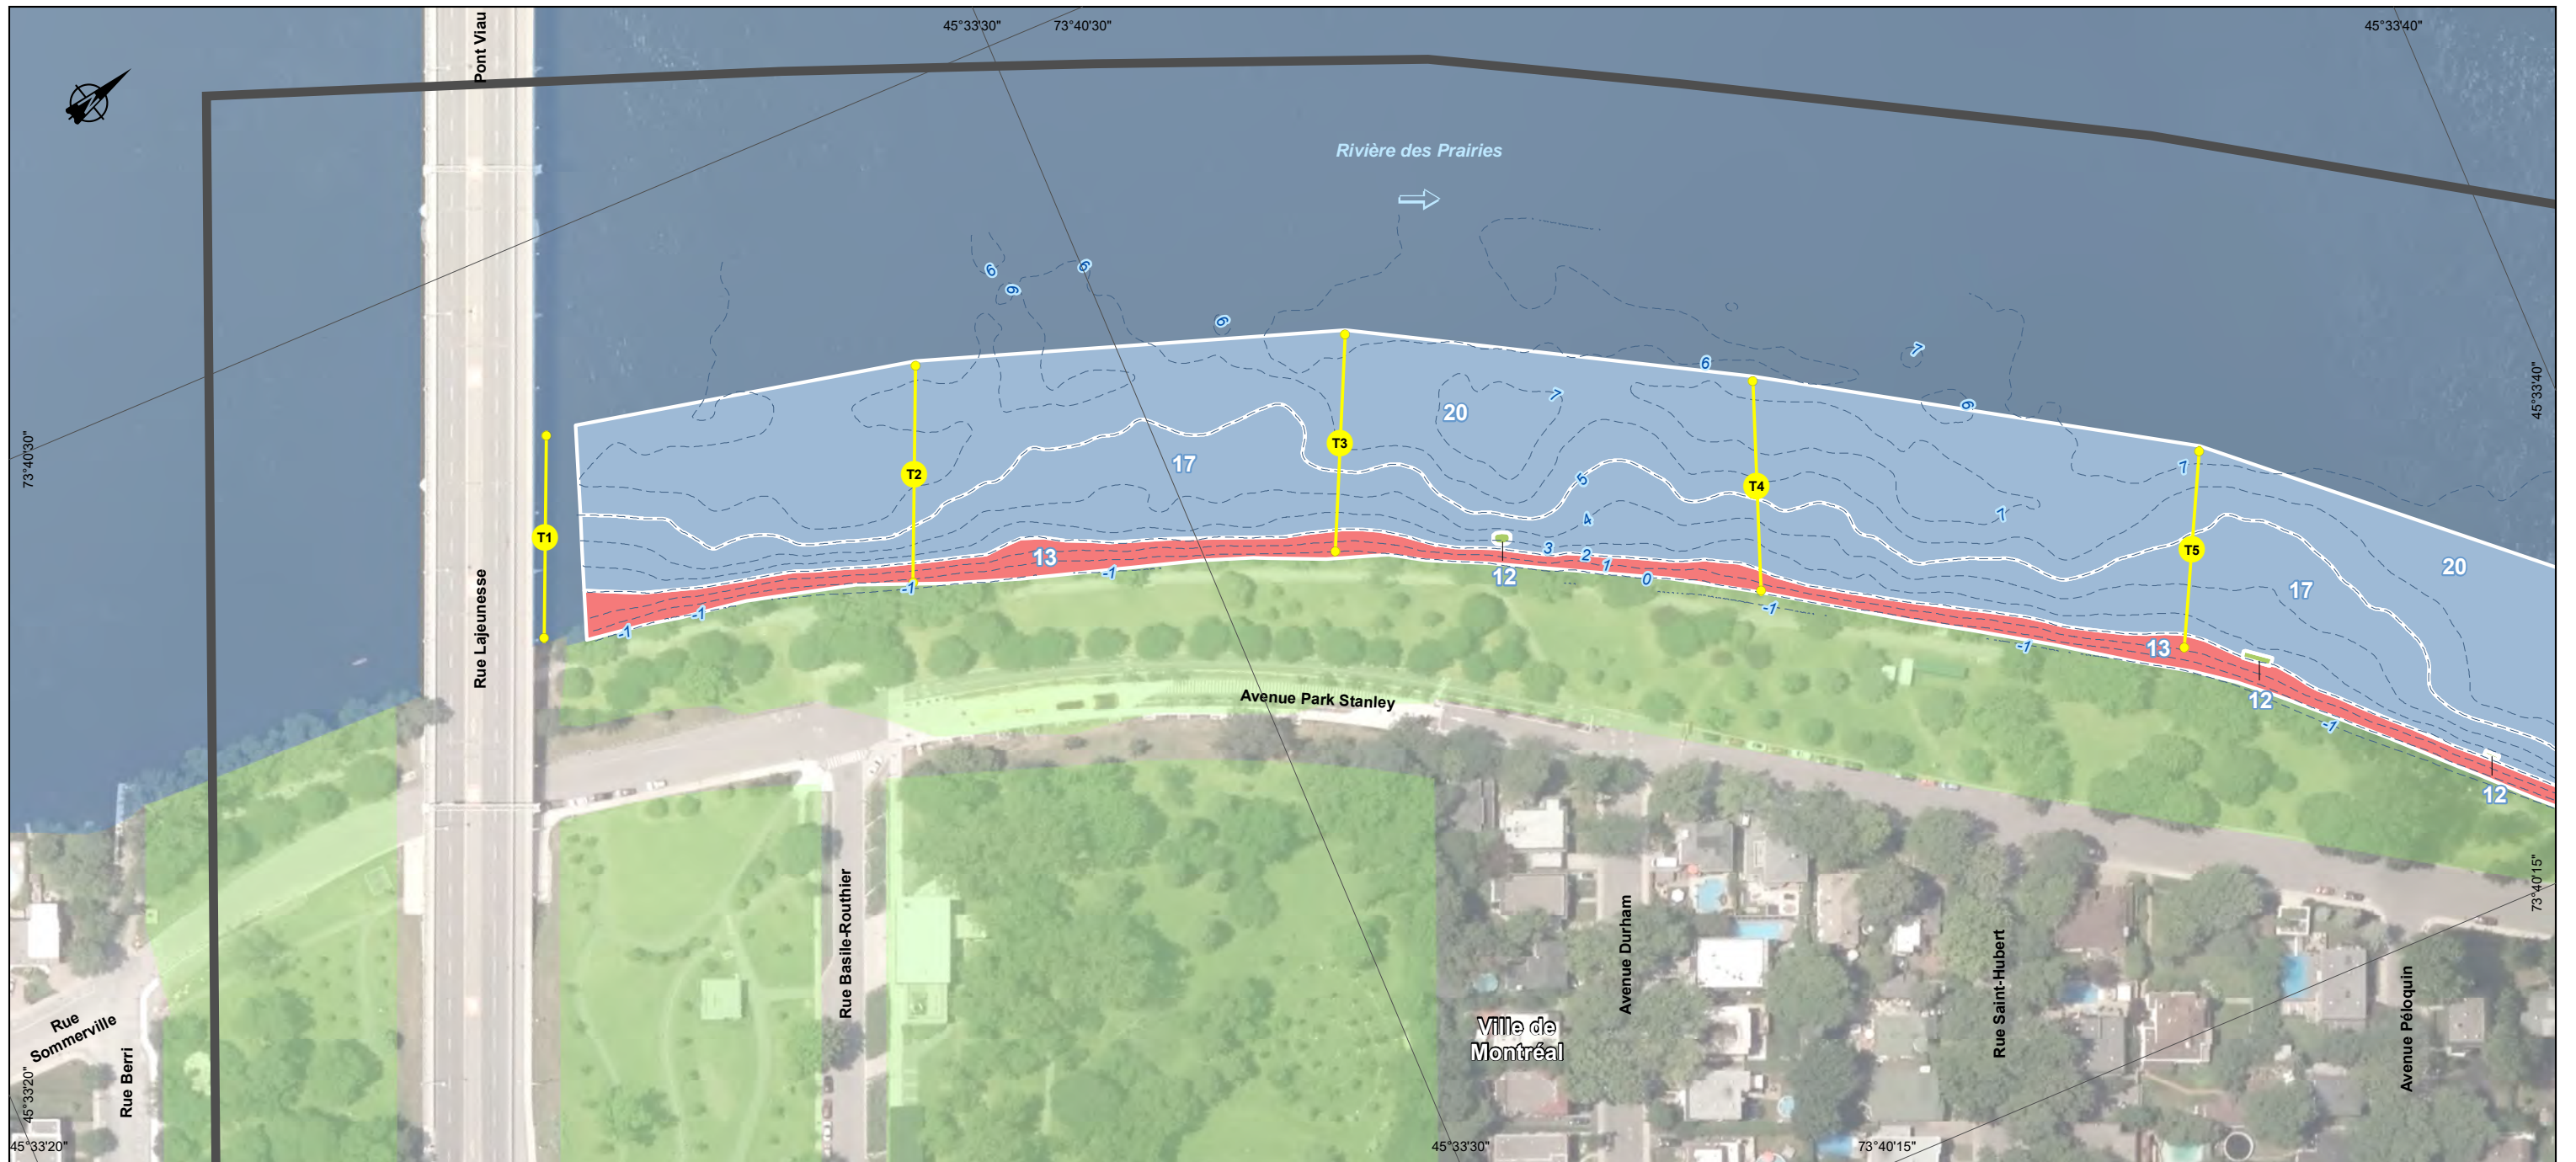 Pont Viau
45°33'30"
73°40'30"
45°33'40"
Rivière des Prairies
6
6
6
6
6
7
6
7
7
7
5
4
3
2
1
0
-1
-1
-1
-1
-1
-1
-1
20
17
13
12
20
17
13
12
12
T1
T2
T3
T4
T5
73°40'30"
45°33'40"
Rue Lajeunesse
Avenue Park Stanley
Rue Basile-Routhier
Avenue Durham
Rue Saint-Hubert
Avenue Péloquin
73°40'15"
Ville de
Montréal
Rue
Sommerville
Rue Berri
45°33'20"
45°33'20"
45°33'30"
73°40'15"